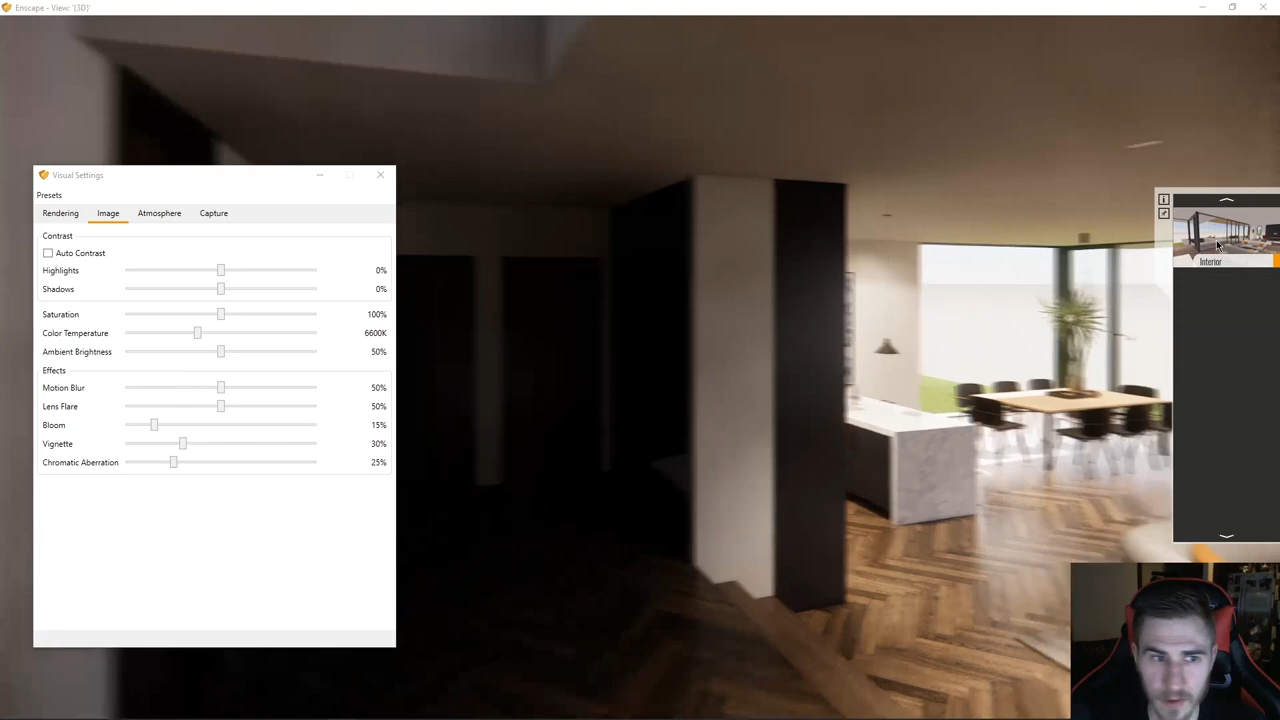 Enscape - View: '{3D}'
Visual Settings
Presets
Rendering Image Atmosphere Capture
Contrast
Auto Contrast
Highlights 0%
Shadows 0%
Saturation 100%
Color Temperature 6600K
Ambient Brightness 50%
Effects
Motion Blur 50%
Lens Flare 50%
Bloom 15%
Vignette 30%
Chromatic Aberration 25%
i
Interior